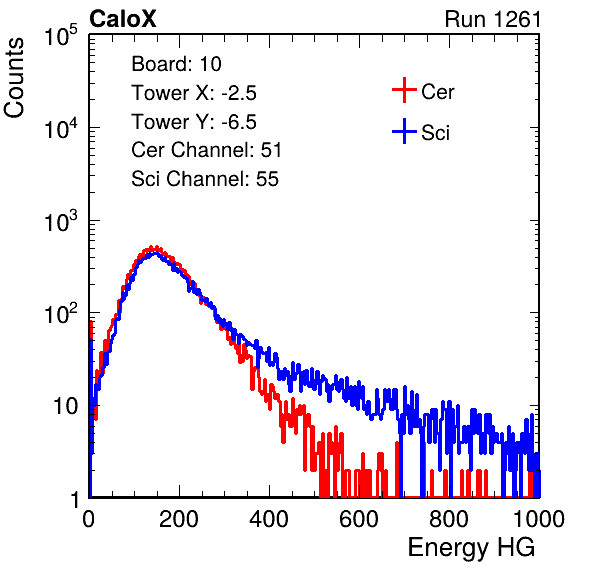 CaloX Run 1261
Counts
Board: 10
Tower X: -2.5
Tower Y: -6.5
Cer Channel: 51
Sci Channel: 55
Cer
Sci
10^5
10^4
10^3
10^2
10
1
0 200 400 600 800 1000
Energy HG